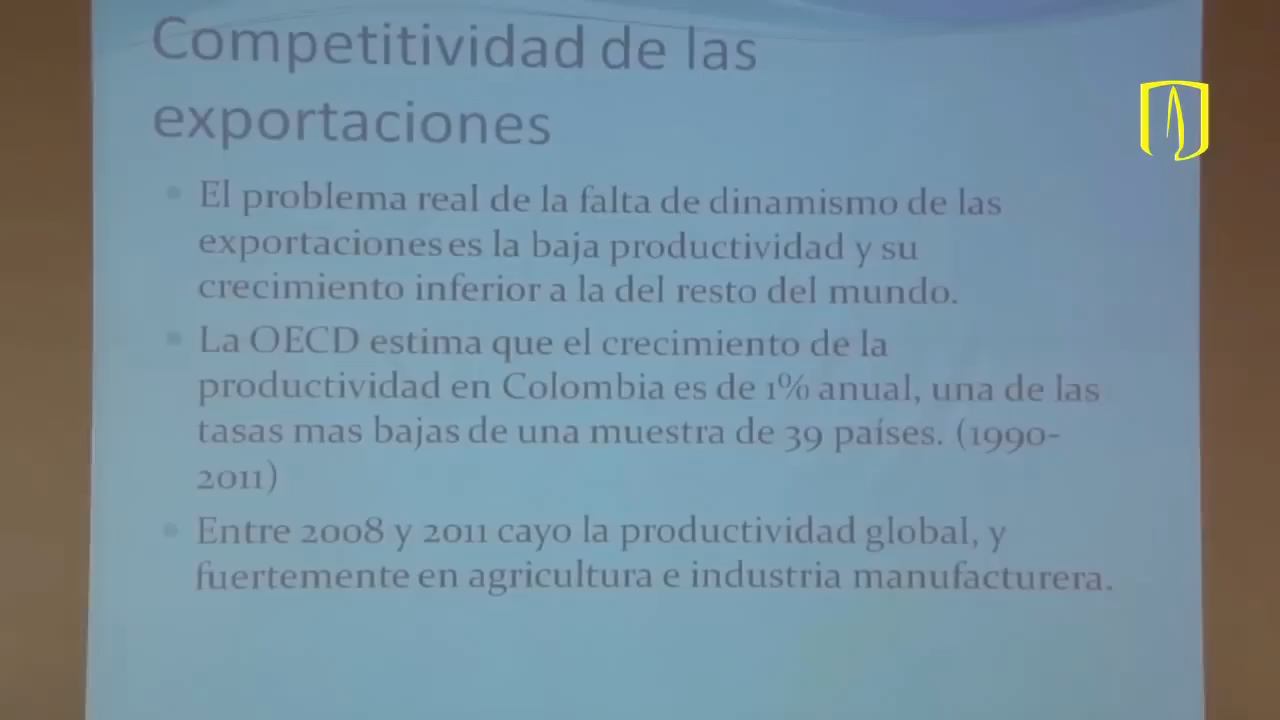 Competitividad de las
exportaciones
El problema real de la falta de dinamismo de las
exportaciones es la baja productividad y su
crecimiento inferior a la del resto del mundo.
La OECD estima que el crecimiento de la
productividad en Colombia es de 1% anual, una de las
tasas mas bajas de una muestra de 39 países. (1990-
2011)
Entre 2008 y 2011 cayo la productividad global, y
fuertemente en agricultura e industria manufacturera.